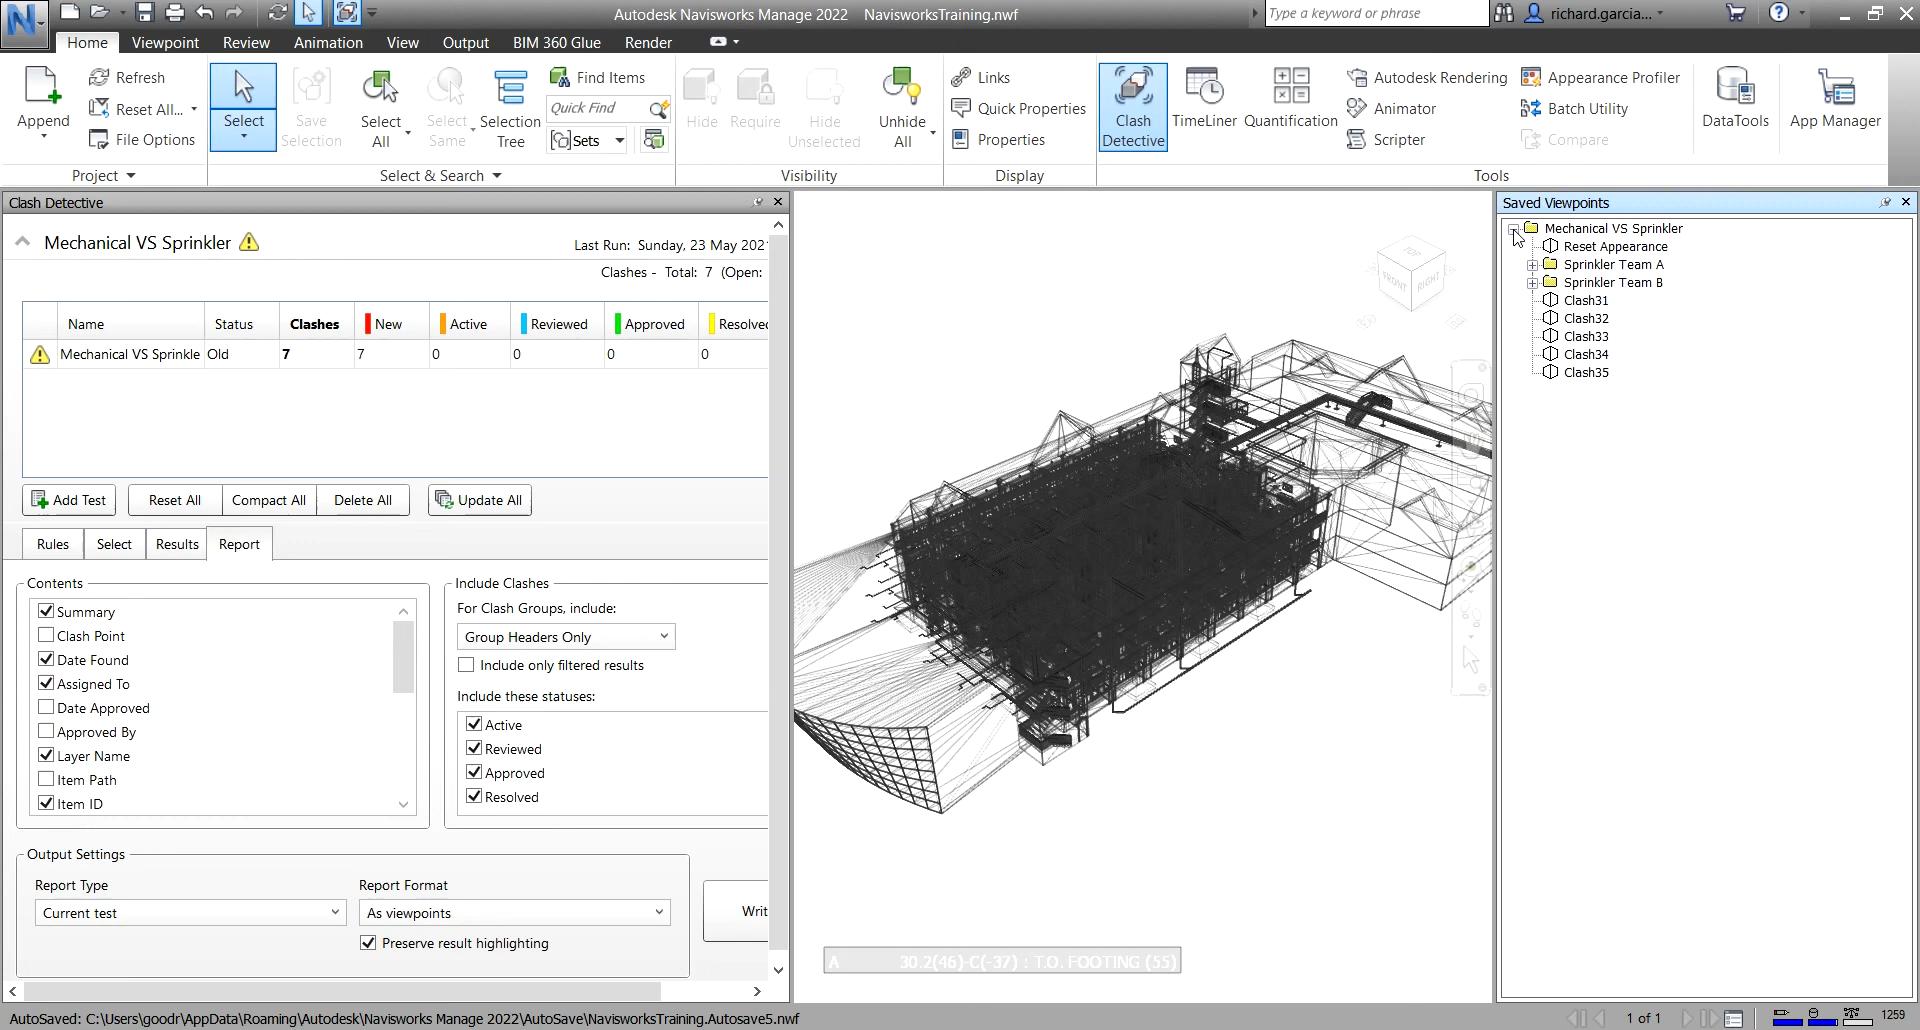 Autodesk Navisworks Manage 2022 NavisworksTraining.nwf
Type a keyword or phrase
richard.garcia...
Home Viewpoint Review Animation View Output BIM 360 Glue Render
Append
Refresh
Reset All...
File Options
Project
Select
Save Selection
Select All
Select Same
Selection Tree
Find Items
Quick Find
Sets
Select & Search
Hide
Require
Hide Unselected
Unhide All
Visibility
Links
Quick Properties
Properties
Display
Clash Detective
TimeLiner
Quantification
Autodesk Rendering
Animator
Scripter
Appearance Profiler
Batch Utility
Compare
DataTools
App Manager
Tools
Clash Detective
Mechanical VS Sprinkler
Last Run: Sunday, 23 May 202
Clashes - Total: 7 (Open:
Name Status Clashes New Active Reviewed Approved Resolved
Mechanical VS Sprinkle Old 7 7 0 0 0 0
Add Test Reset All Compact All Delete All Update All
Rules Select Results Report
Contents
Summary
Clash Point
Date Found
Assigned To
Date Approved
Approved By
Layer Name
Item Path
Item ID
Include Clashes
For Clash Groups, include:
Group Headers Only
Include only filtered results
Include these statuses:
Active
Reviewed
Approved
Resolved
Output Settings
Report Type
Current test
Report Format
As viewpoints
Preserve result highlighting
Writ
TOP
FRONT
RIGHT
A 30.2(46)-C(-37) : T.O. FOOTING (55)
Saved Viewpoints
Mechanical VS Sprinkler
Reset Appearance
Sprinkler Team A
Sprinkler Team B
Clash31
Clash32
Clash33
Clash34
Clash35
AutoSaved: C:\Users\goodr\AppData\Roaming\Autodesk\Navisworks Manage 2022\AutoSave\NavisworksTraining.Autosave5.nwf
1 of 1
1259